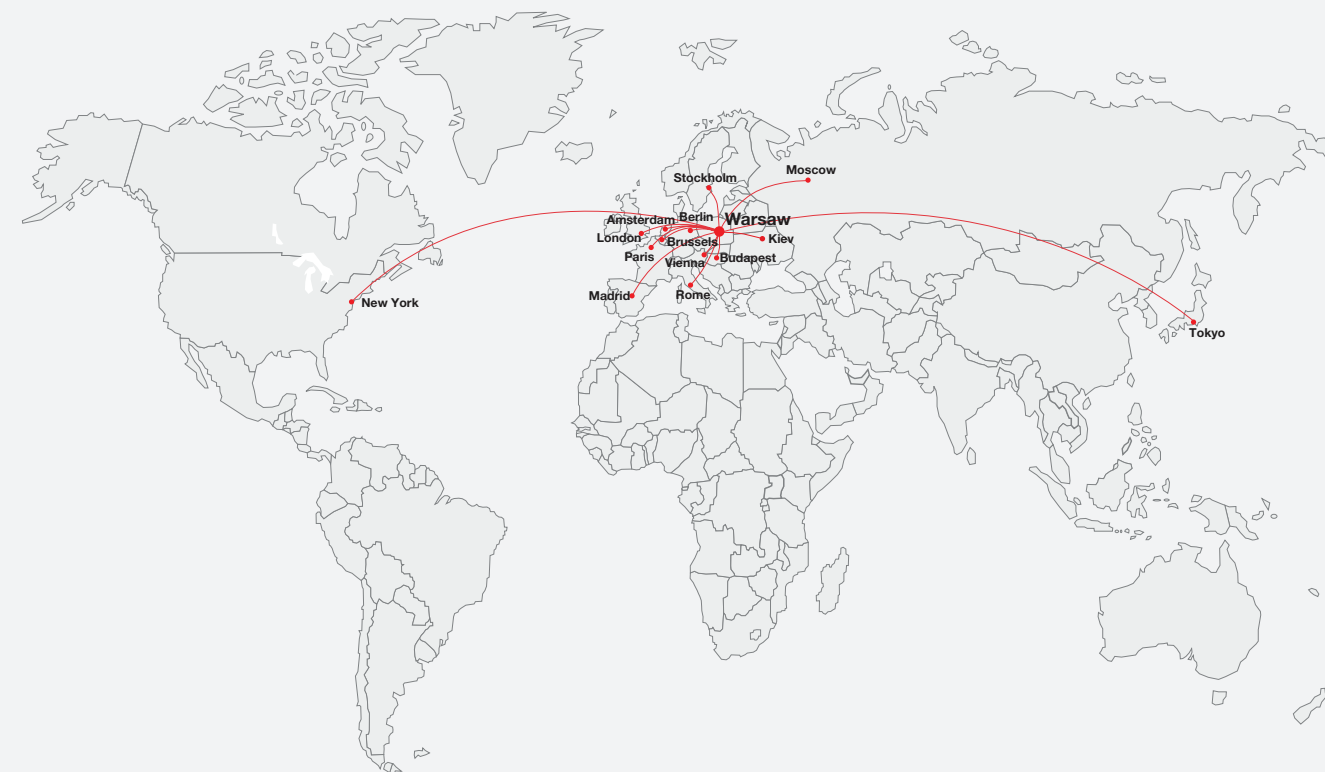 Moscow
Stockholm
Berlin
Warsaw
Amsterdam
London
Brussels
Kiev
Paris
Vienna
Budapest
Madrid
Rome
New York
Tokyo